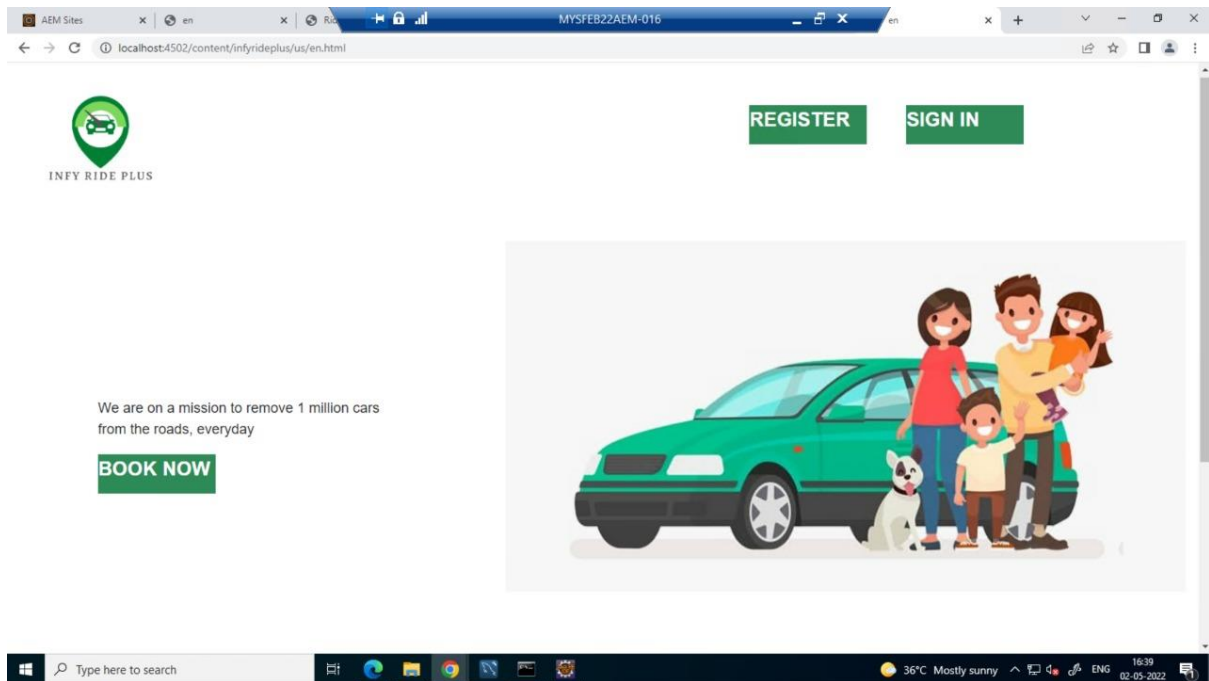 AEM Sites
en
Ric
MYSFEB22AEM-016
en
localhost:4502/content/infyrideplus/us/en.html
INFY RIDE PLUS
REGISTER
SIGN IN
We are on a mission to remove 1 million cars
from the roads, everyday
BOOK NOW
Type here to search
36°C Mostly sunny
ENG
16:39
02-05-2022